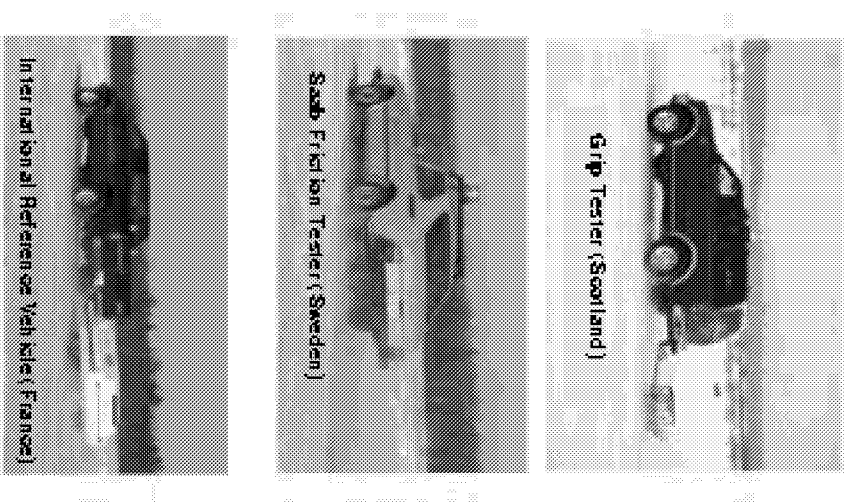 International Reference Vehicle (France)
Saab Friction Tester (Sweden)
Grip Tester (Scotland)